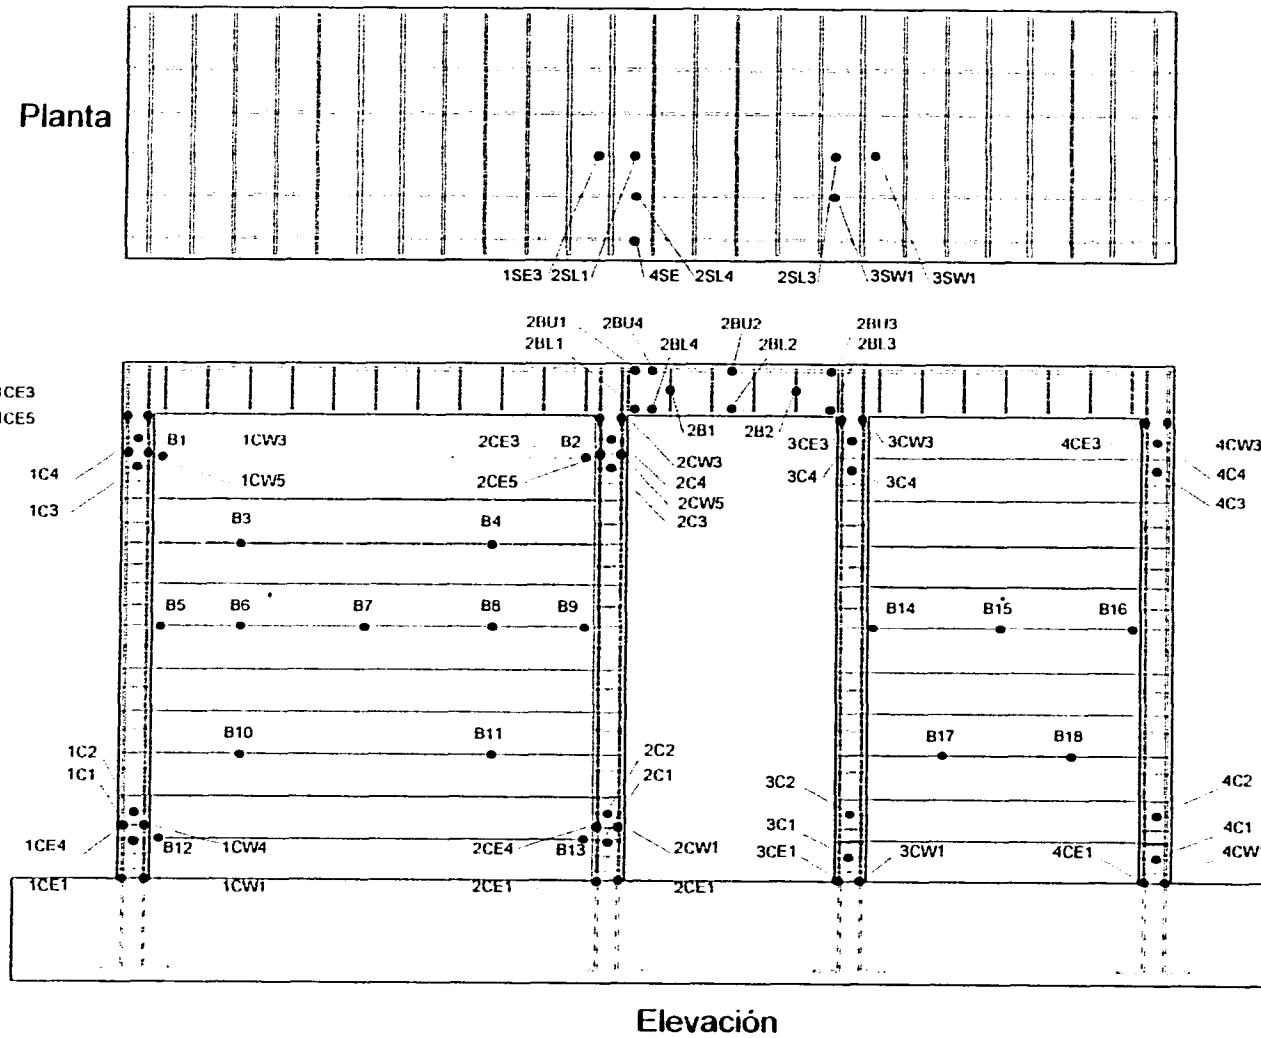 Planta
1SE3 2SL1 4SE 2SL4 2SL3 3SW1 3SW1
2BU1 2BU4 2BU2 2BU3
2BL1 2BL4 2BL2 2BL3
CE3
CE5
B1 1CW3 2CE3 B2 2B1 2B2 3CE3 3CW3 4CE3 4CW3
1C4 1CW5 2CE5 2CW3 3C4 4C4
2C4 3C4
1C3 2CW5 4C3
2C3
B3 B4
B5 B6 B7 B8 B9 B14 B15 B16
B10 B11 B17 B18
1C2 2C2 3C2 4C2
1C1 2C1
3C1 4C1
1CE4 B12 1CW4 2CE4 B13 2CW1 3CE1 3CW1 4CE1 4CW
1CE1 1CW1 2CE1 2CE1
Elevación